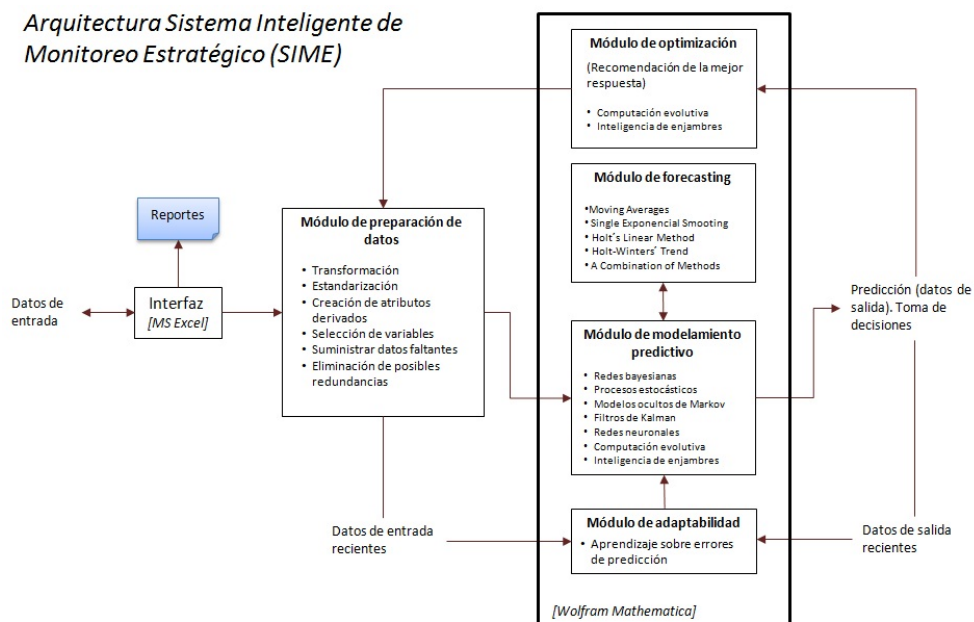 Arquitectura Sistema Inteligente de
Monitoreo Estratégico (SIME)
Módulo de optimización
(Recomendación de la mejor
respuesta)
• Computación evolutiva
• Inteligencia de enjambres
Módulo de forecasting
•Moving Averages
•Single Exponencial Smooting
• Holt´s Linear Method
• Holt-Winters´ Trend
• A Combination of Methods
Reportes
Módulo de preparación de
datos
• Transformación
• Estandarización
• Creación de atributos
derivados
• Selección de variables
• Suministrar datos faltantes
• Eliminación de posibles
redundancias
Datos de
entrada
Interfaz
[MS Excel]
Predicción (datos de
salida). Toma de
decisiones
Módulo de modelamiento
predictivo
• Redes bayesianas
• Procesos estocásticos
• Modelos ocultos de Markov
• Filtros de Kalman
• Redes neuronales
• Computación evolutiva
• Inteligencia de enjambres
Datos de entrada
recientes
Módulo de adaptabilidad
• Aprendizaje sobre errores
de predicción
Datos de salida
recientes
[Wolfram Mathematica]